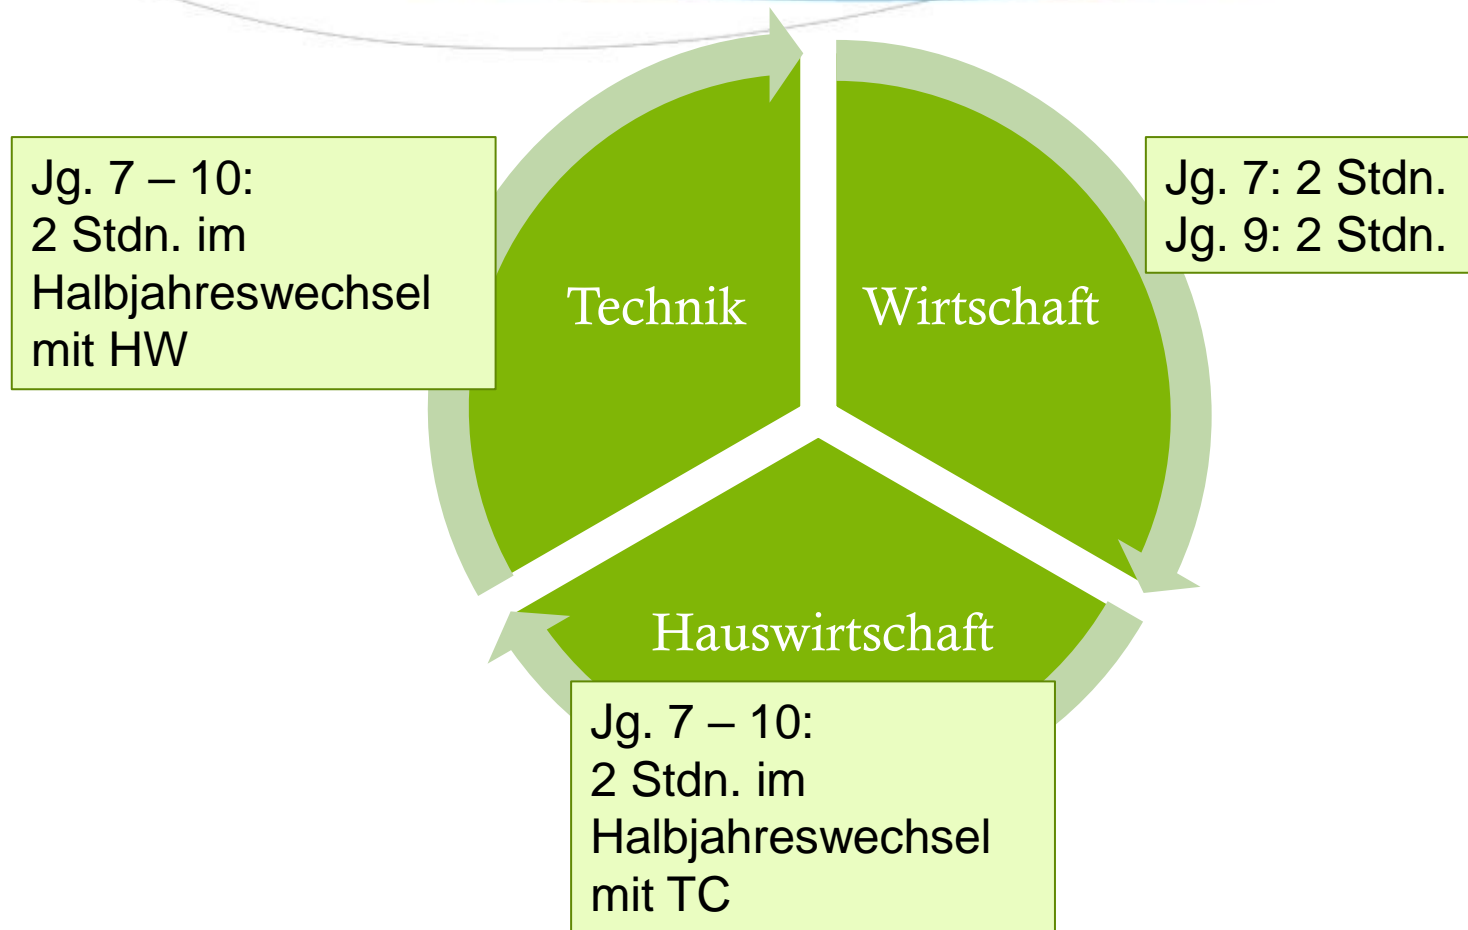 Jg. 7 – 10:
2 Stdn. im
Halbjahreswechsel
mit HW
Technik
Wirtschaft
Jg. 7: 2 Stdn.
Jg. 9: 2 Stdn.
Hauswirtschaft
Jg. 7 – 10:
2 Stdn. im
Halbjahreswechsel
mit TC